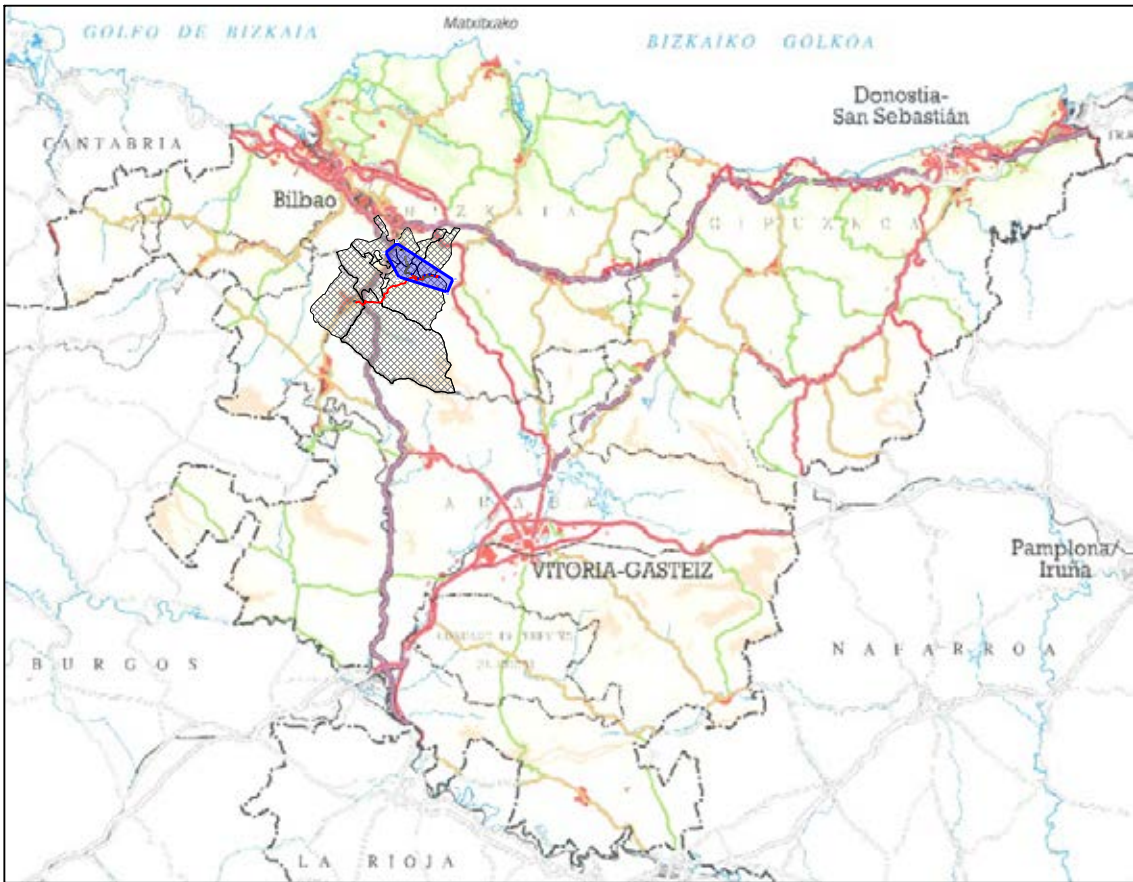 Matxitxako
GOLFO DE BIZKAIA
BIZKAIKO GOLKOA
Donostia-
San Sebastián
CANTABRIA
Bilbao
BIZKAIA
GIPUZKOA
ARABA
VITORIA-GASTEIZ
Pamplona/
Iruña
BURGOS
NAFARROA
LA RIOJA